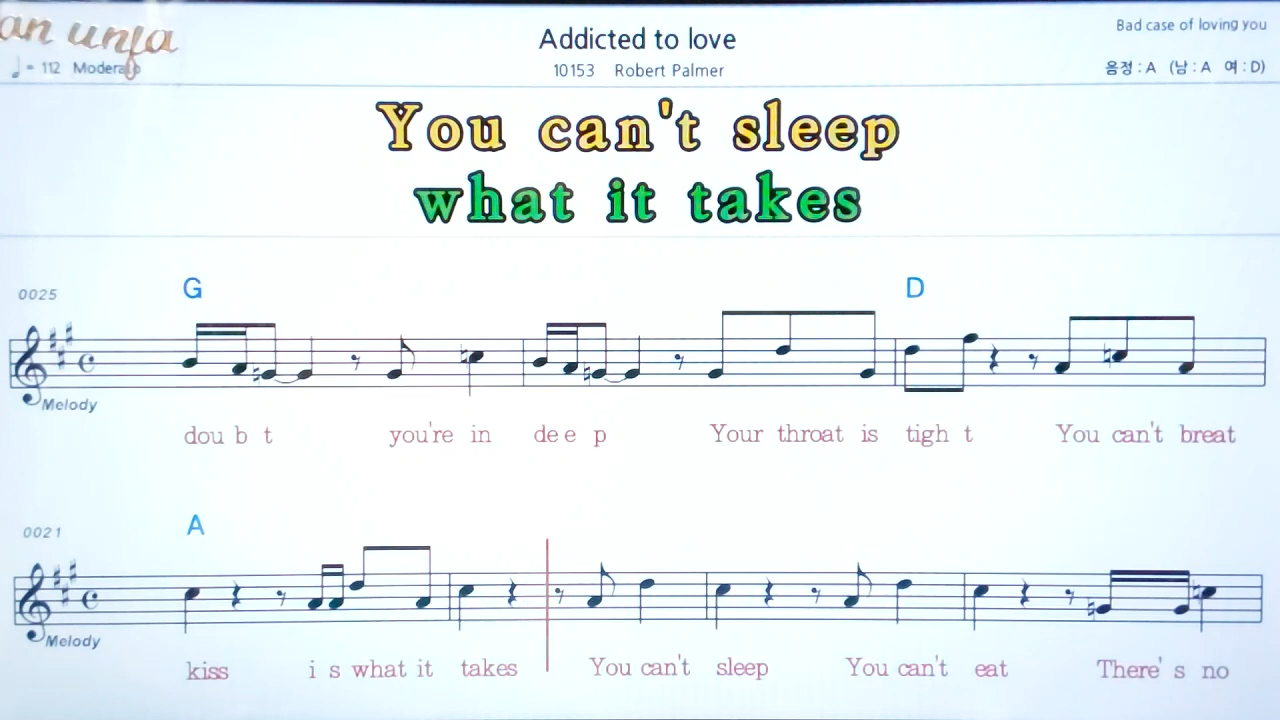 an unfa
Addicted to love
Bad case of loving you
♩= 112 Moderato
10153 Robert Palmer
음정 : A (남 : A 여 : D)
You can't sleep
what it takes
G D
0025
Melody
dou b t you're in de e p Your throat is tigh t You can't breat
A
0021
Melody
kiss i s what it takes You can't sleep You can't eat There' s no